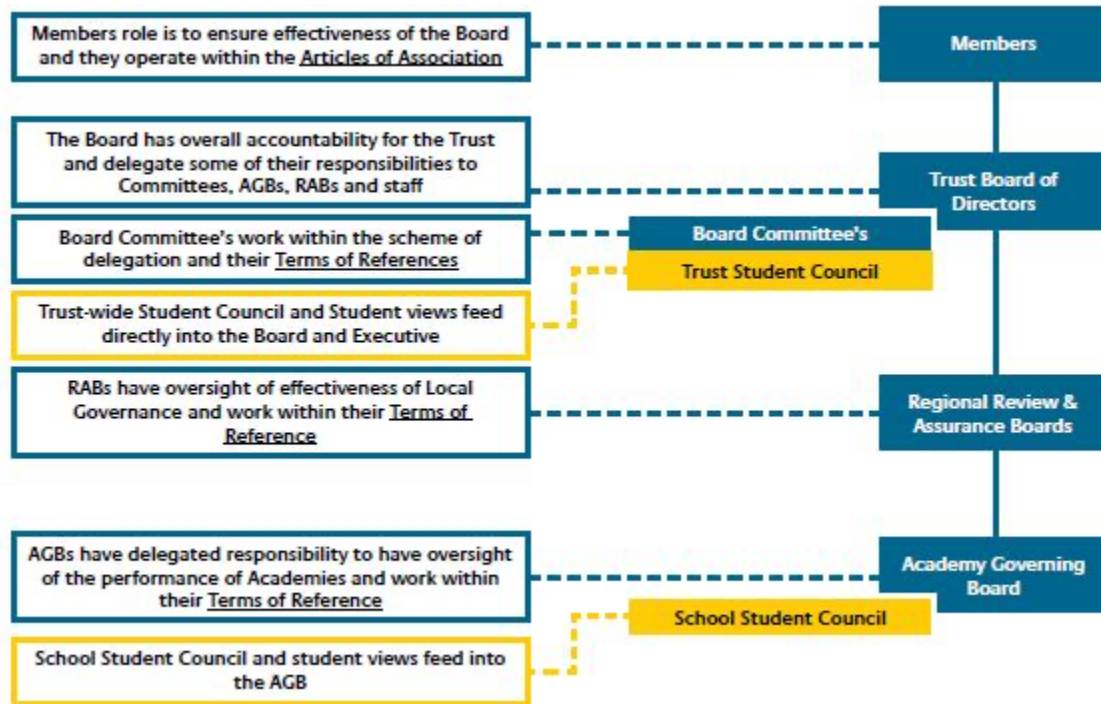 Members role is to ensure effectiveness of the Board
and they operate within the Articles of Association
Members
The Board has overall accountability for the Trust
and delegate some of their responsibilities to
Committees, AGBs, RABs and staff
Trust Board of
Directors
Board Committee's work within the scheme of
delegation and their Terms of References
Board Committee's
Trust Student Council
Trust-wide Student Council and Student views feed
directly into the Board and Executive
RABs have oversight of effectiveness of Local
Governance and work within their Terms of
Reference
Regional Review &
Assurance Boards
AGBs have delegated responsibility to have oversight
of the performance of Academies and work within
their Terms of Reference
Academy Governing
Board
School Student Council
School Student Council and student views feed into
the AGB